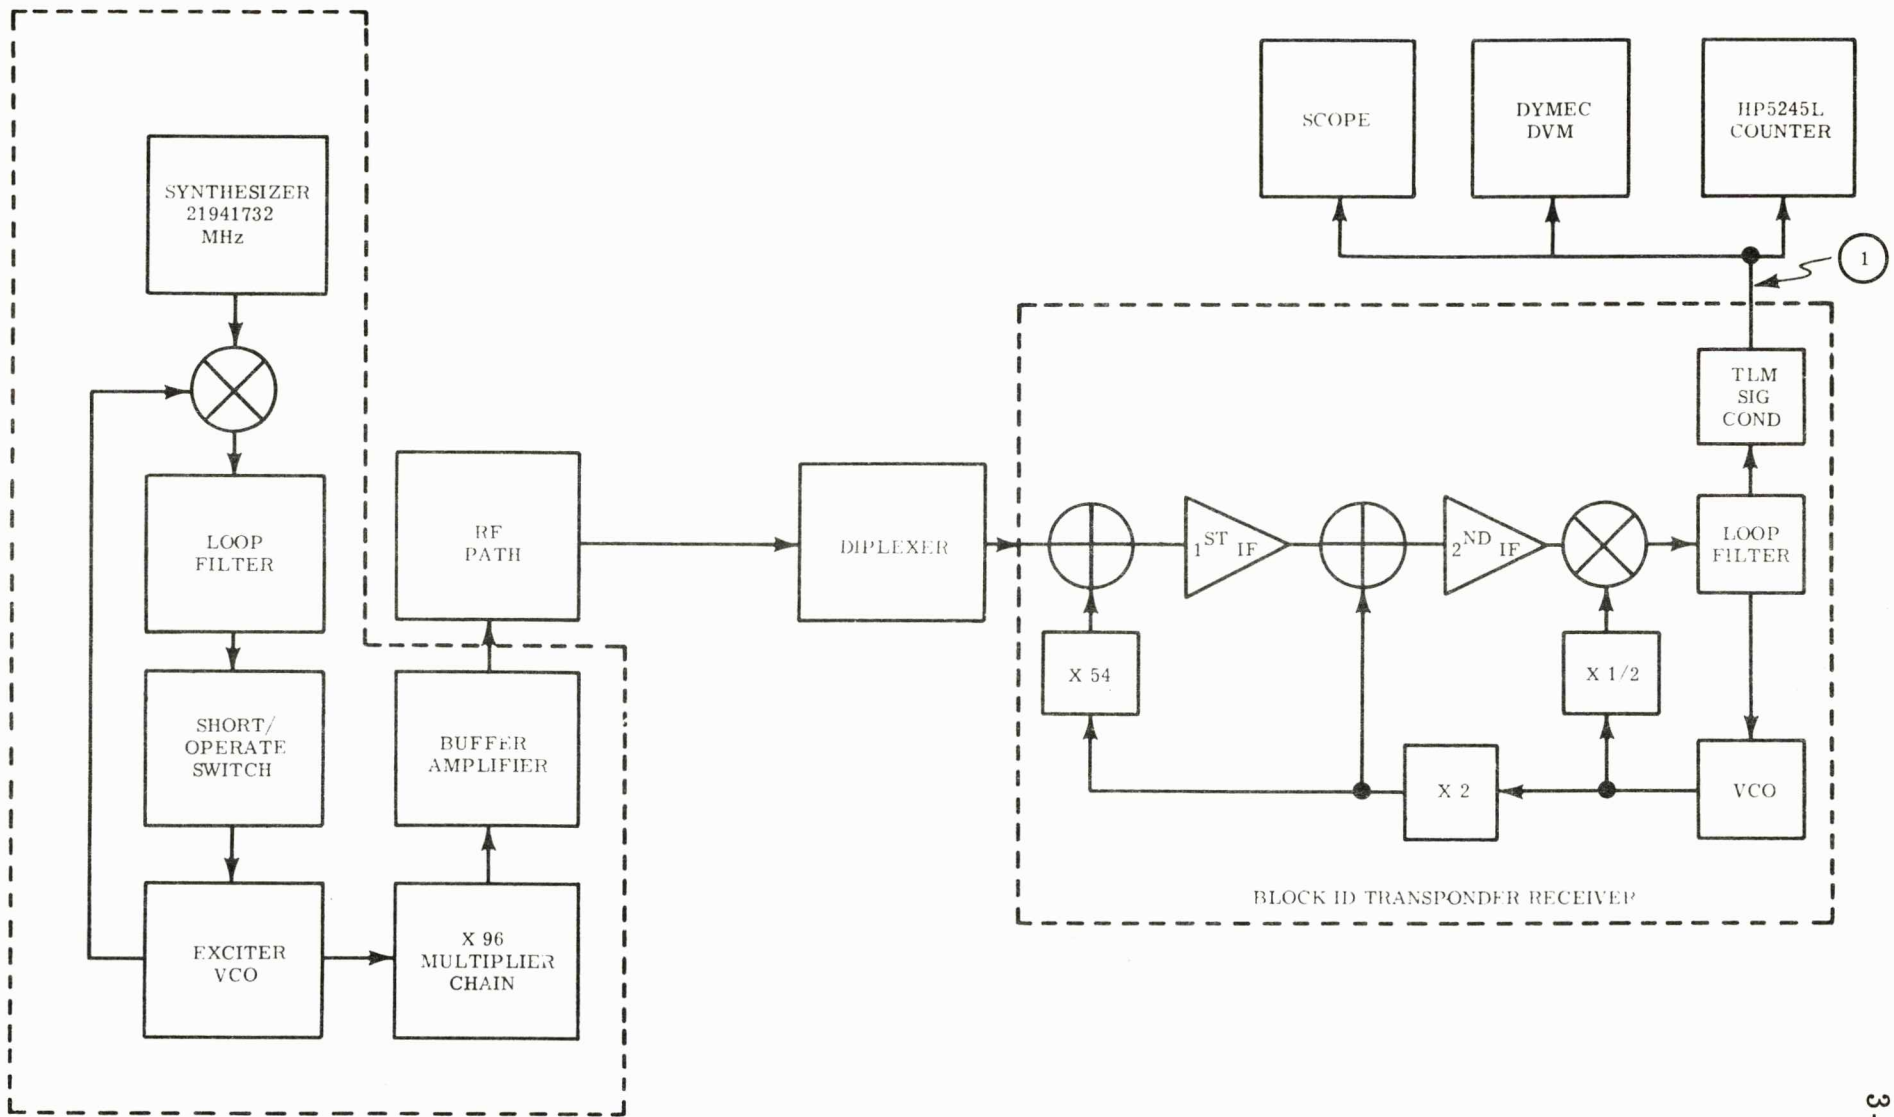 SYNTHESIZER
21941732
MHz
LOOP
FILTER
SHORT/
OPERATE
SWITCH
EXCITER
VCO
X 96
MULTIPLIER
CHAIN
BUFFER
AMPLIFIER
RF
PATH
DIPLEXER
1ST IF
2ND IF
X 54
X 1/2
X 2
LOOP
FILTER
VCO
TLM
SIG
COND
SCOPE
DYMEC
DVM
HP5245L
COUNTER
1
BLOCK ID TRANSPONDER RECEIVER
3-